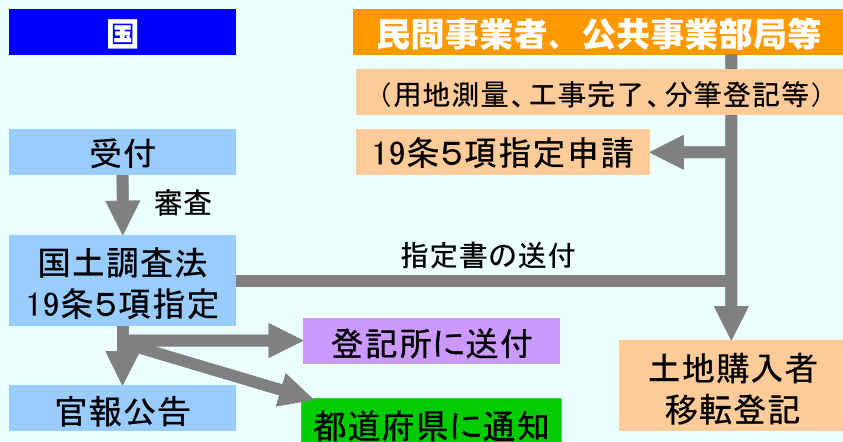 国
民間事業者、公共事業部局等
（用地測量、工事完了、分筆登記等）
受付
19条５項指定申請
審査
国土調査法
19条５項指定
指定書の送付
登記所に送付
土地購入者
移転登記
官報公告
都道府県に通知